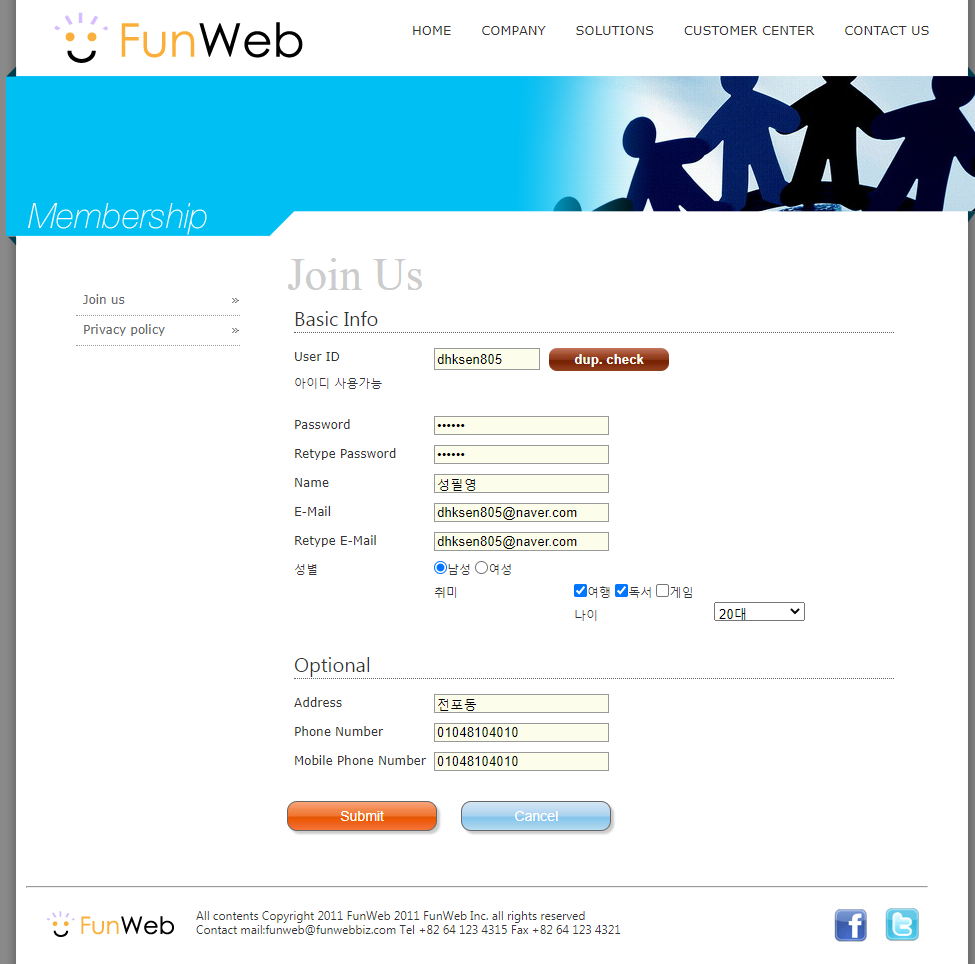 FunWeb
HOME COMPANY SOLUTIONS CUSTOMER CENTER CONTACT US
Membership
Join us »
Privacy policy »
Join Us
Basic Info
User ID dhksen805 dup. check
아이디 사용가능
Password ••••••
Retype Password ••••••
Name 성필영
E-Mail dhksen805@naver.com
Retype E-Mail dhksen805@naver.com
성별 남성 여성
취미 여행 독서 게임
나이 20대
Optional
Address 전포동
Phone Number 01048104010
Mobile Phone Number 01048104010
Submit Cancel
FunWeb
All contents Copyright 2011 FunWeb 2011 FunWeb Inc. all rights reserved
Contact mail:funweb@funwebbiz.com Tel +82 64 123 4315 Fax +82 64 123 4321